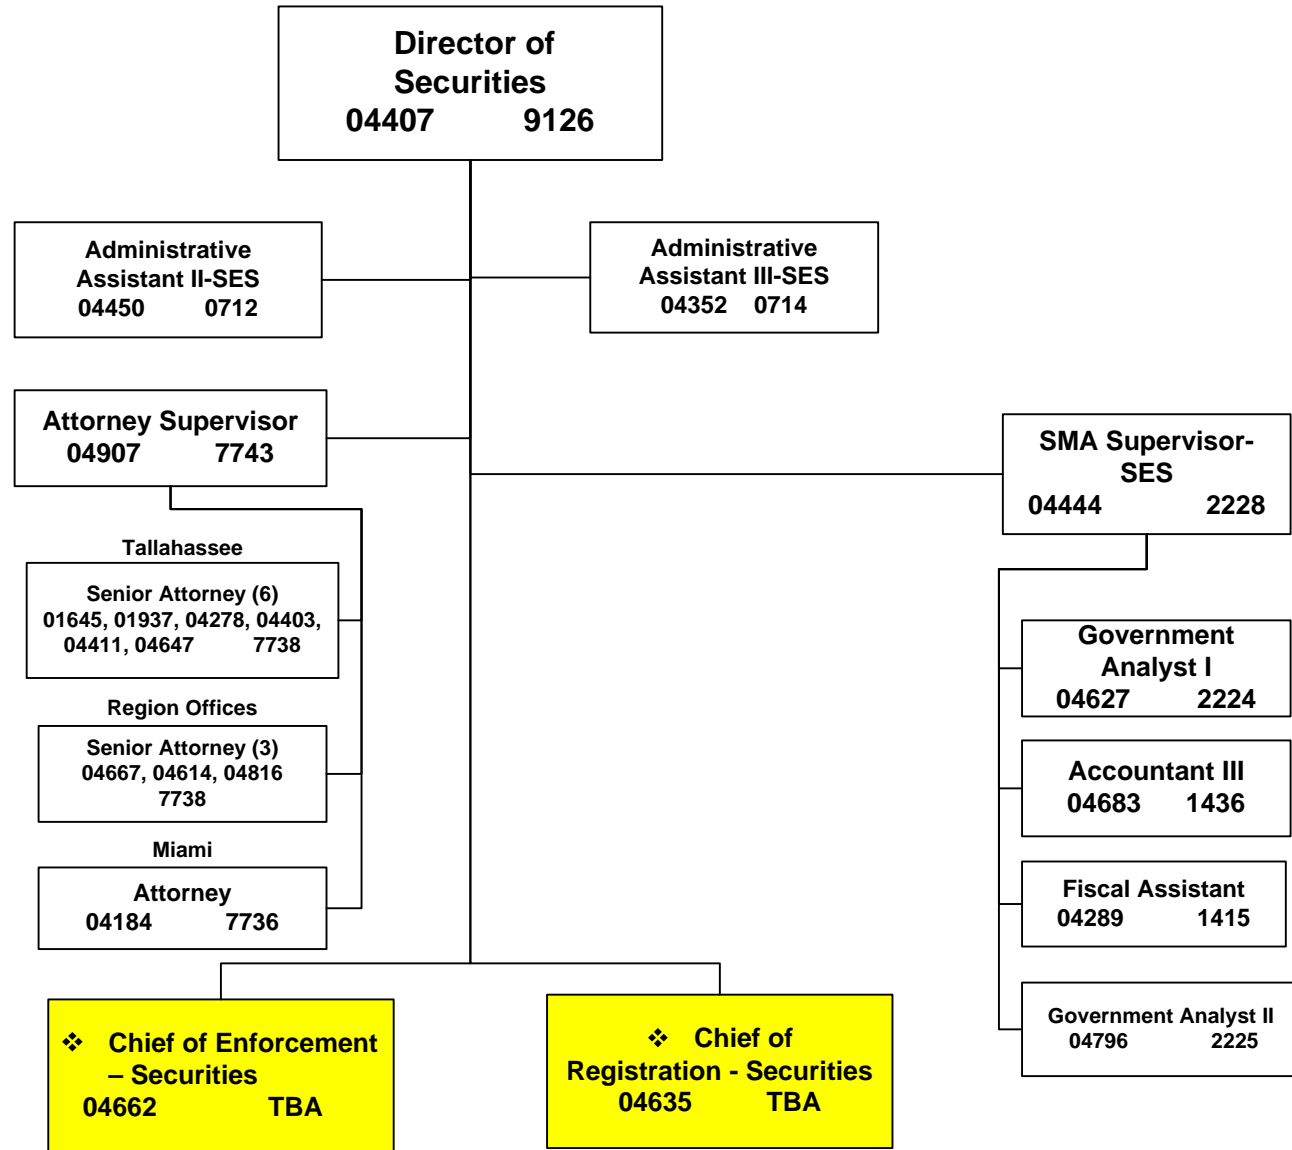 Director of
Securities
04407 9126
Administrative
Assistant II-SES
04450 0712
Administrative
Assistant III-SES
04352 0714
Attorney Supervisor
04907 7743
SMA Supervisor-
SES
04444 2228
Tallahassee
Senior Attorney (6)
01645, 01937, 04278, 04403,
04411, 04647 7738
Region Offices
Senior Attorney (3)
04667, 04614, 04816
7738
Miami
Attorney
04184 7736
Government
Analyst I
04627 2224
Accountant III
04683 1436
Fiscal Assistant
04289 1415
Government Analyst II
04796 2225
❖ Chief of Enforcement
– Securities
04662 TBA
❖ Chief of
Registration - Securities
04635 TBA